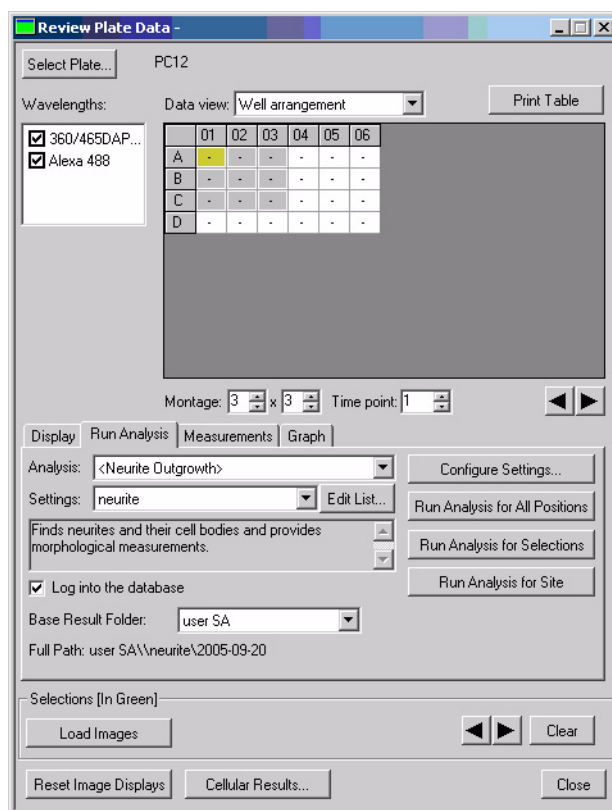 Review Plate Data -
Select Plate... PC12
Wavelengths: Data view: Well arrangement Print Table
360/465DAP...
Alexa 488
01 02 03 04 05 06
A - - - - - -
B - - - - - -
C - - - - - -
D - - - - - -
Montage: 3 x 3 Time point: 1
Display Run Analysis Measurements Graph
Analysis: <Neurite Outgrowth> Configure Settings...
Settings: neurite Edit List... Run Analysis for All Positions
Finds neurites and their cell bodies and provides
morphological measurements.
Run Analysis for Selections
Log into the database Run Analysis for Site
Base Result Folder: user SA
Full Path: user SA\\neurite\2005-09-20
Selections [In Green]
Load Images Clear
Reset Image Displays Cellular Results... Close